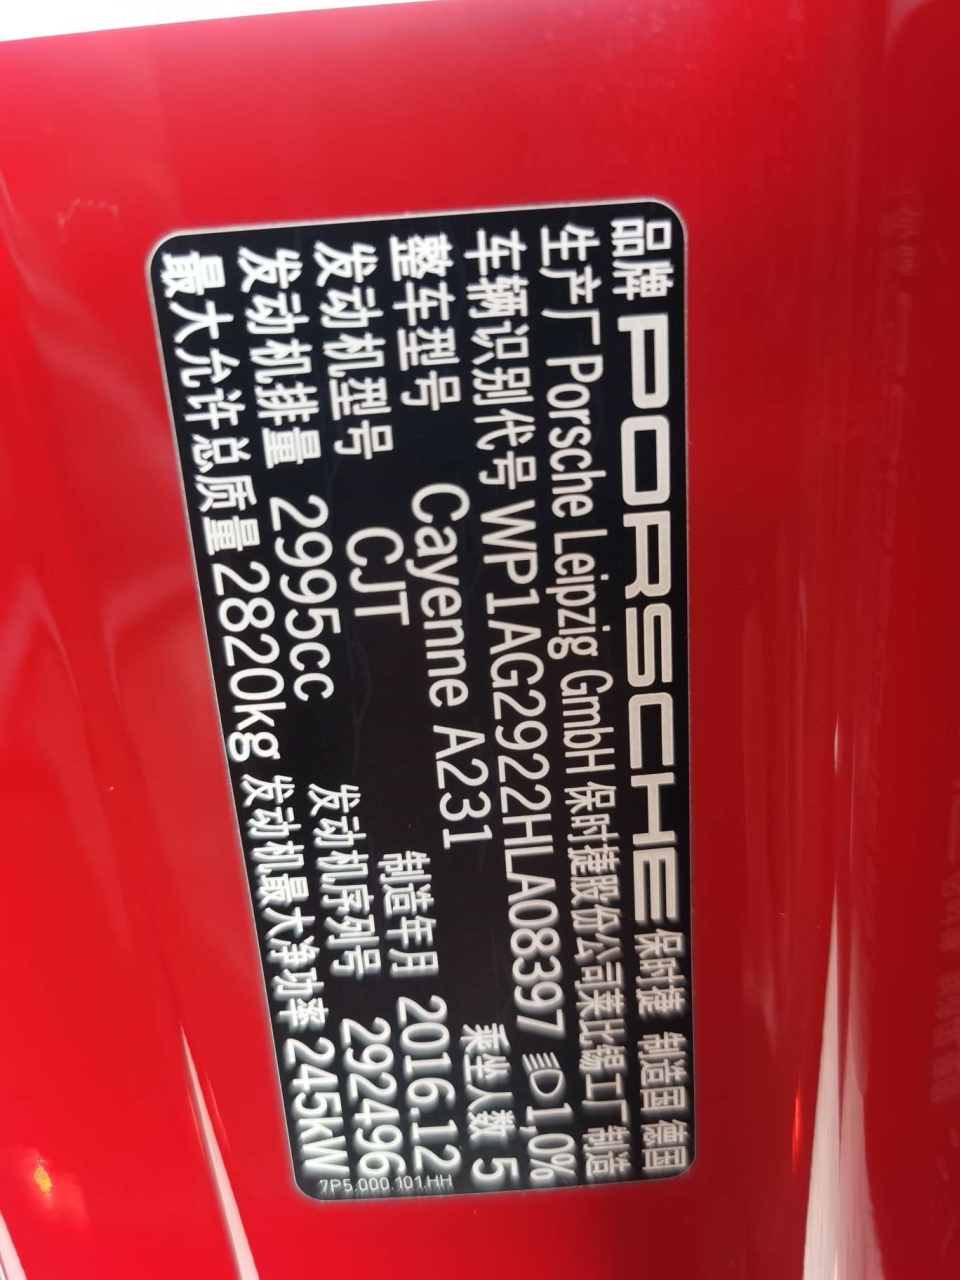 品牌 PORSCHE 保时捷 制造国 德国
生产厂 Porsche Leipzig GmbH 保时捷股份公司莱比锡工厂 制造
车辆识别代号 WP1AG2922HLA08397 1,0%
整车型号 Cayenne A231 乘坐人数 5
发动机型号 CJT 制造年月 2016.12
发动机排量 2995cc 发动机序列号 292496
最大允许总质量 2820kg 发动机最大净功率 245kW
7P5.000.101.HH